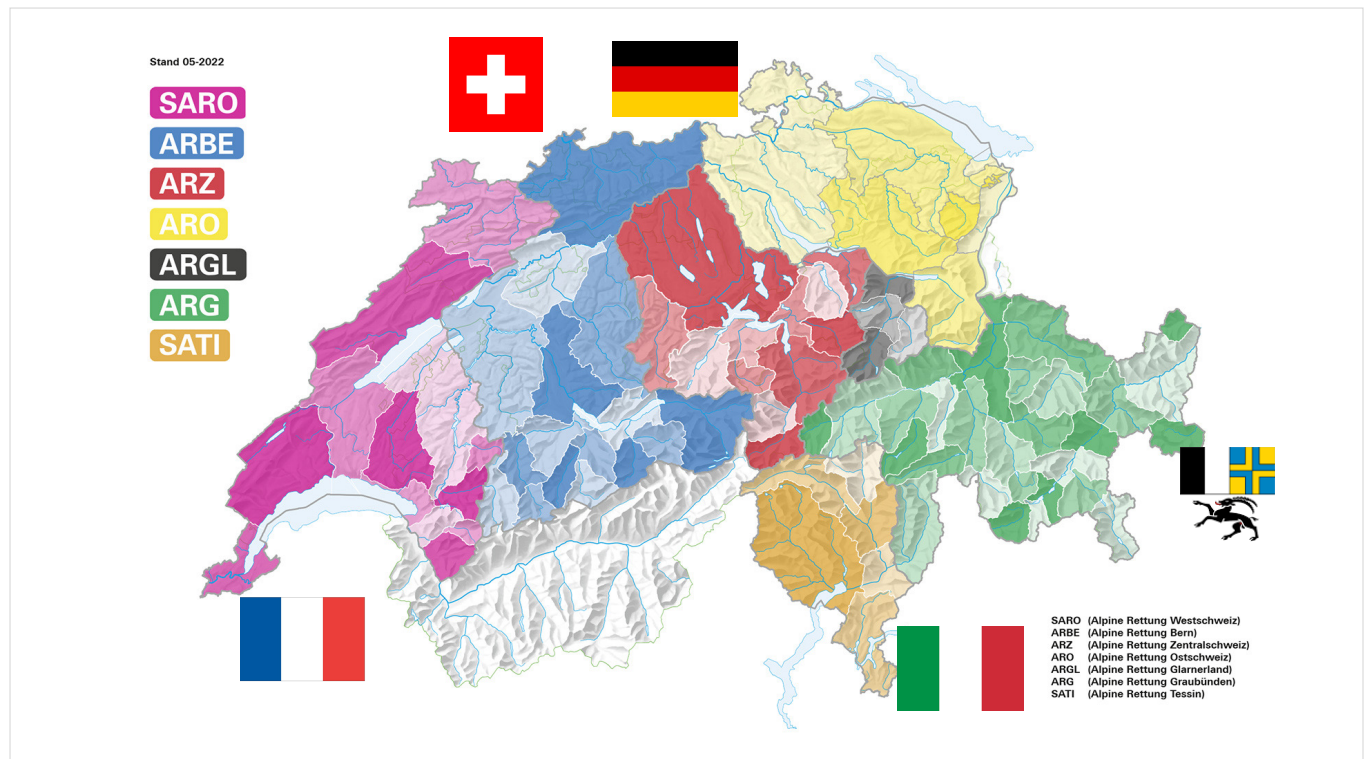 Stand 05-2022
SARO
ARBE
ARZ
ARO
ARGL
ARG
SATI
SARO (Alpine Rettung Westschweiz)
ARBE (Alpine Rettung Bern)
ARZ (Alpine Rettung Zentralschweiz)
ARO (Alpine Rettung Ostschweiz)
ARGL (Alpine Rettung Glarnerland)
ARG (Alpine Rettung Graubünden)
SATI (Alpine Rettung Tessin)